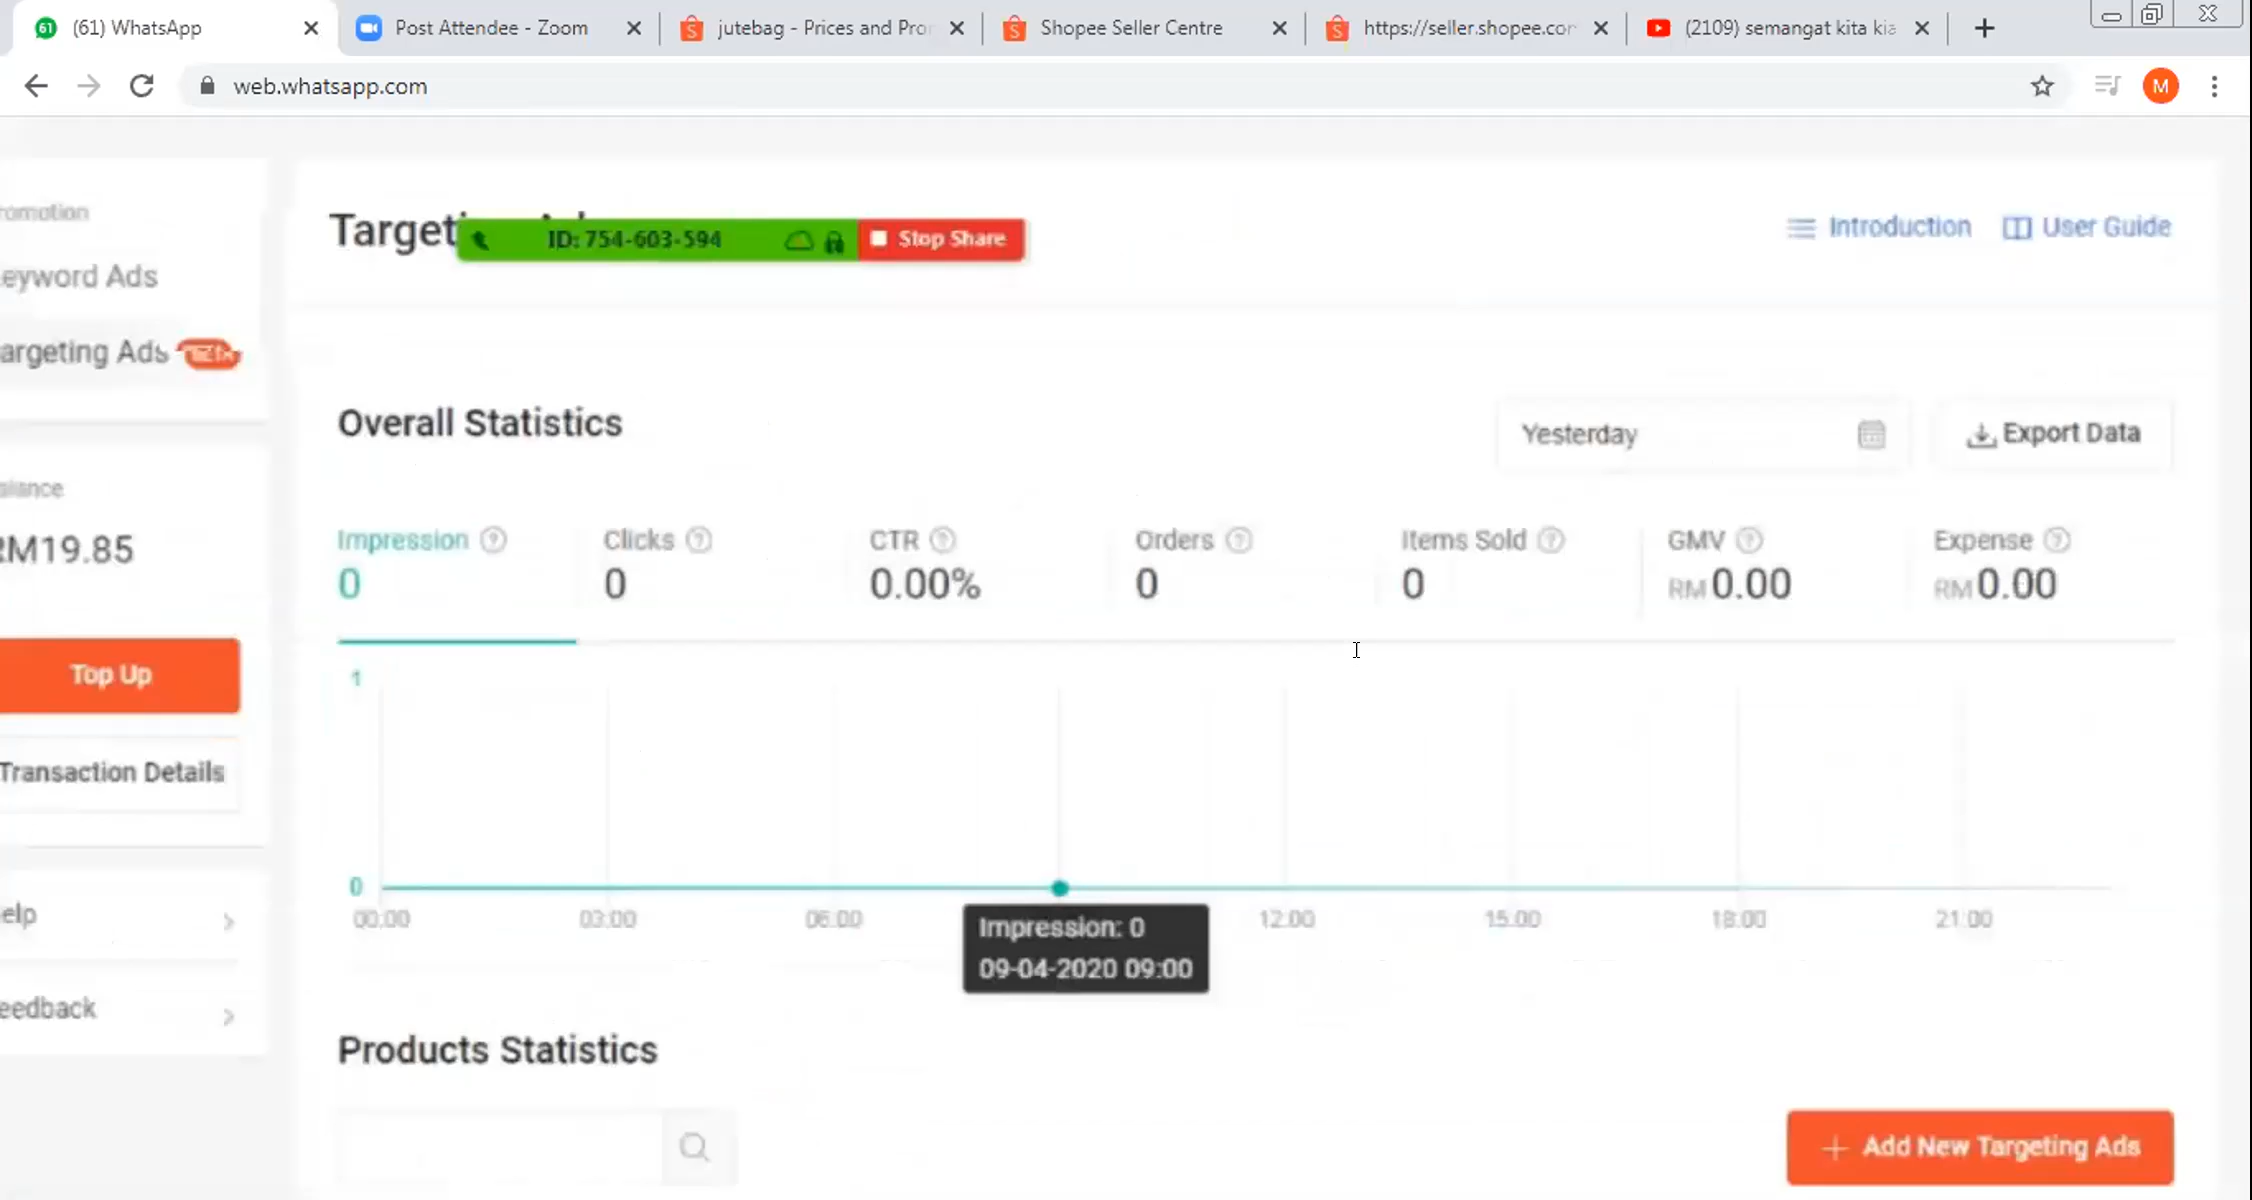 61 (61) WhatsApp
Post Attendee - Zoom
jutebag - Prices and Pro
Shopee Seller Centre
https://seller.shopee.co
(2109) semangat kita kia
web.whatsapp.com
M
romotion
Target
ID: 754-603-594
Stop Share
Introduction
User Guide
eyword Ads
argeting Ads
Overall Statistics
Yesterday
Export Data
alance
RM19.85
Impression
Clicks
CTR
Orders
Items Sold
GMV
Expense
0
0
0.00%
0
0
RM 0.00
RM 0.00
Top Up
1
Transaction Details
0
00:00
03:00
06:00
12:00
15:00
18:00
21:00
elp
Impression: 0
09-04-2020 09:00
eedback
Products Statistics
+ Add New Targeting Ads